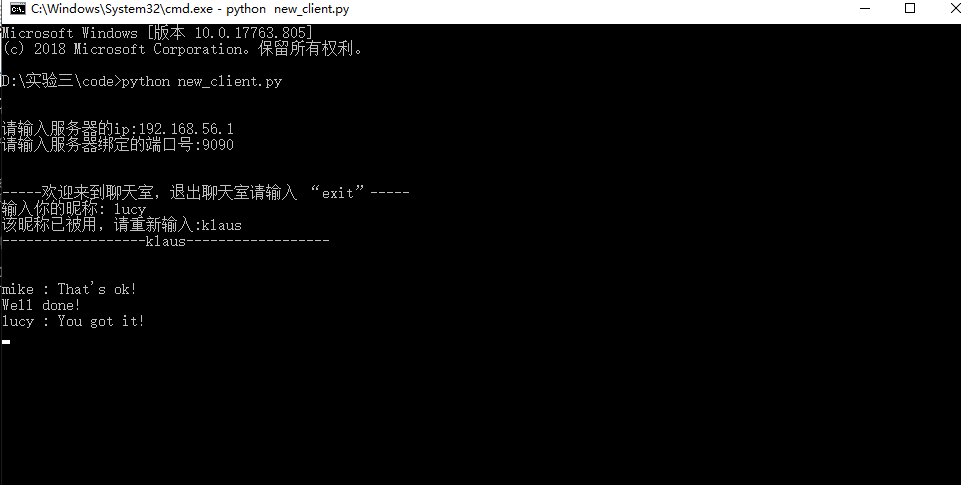 C:\Windows\System32\cmd.exe - python  new_client.py
Microsoft Windows [版本 10.0.17763.805]
(c) 2018 Microsoft Corporation。保留所有权利。
D:\实验三\code>python new_client.py
请输入服务器的ip:192.168.56.1
请输入服务器绑定的端口号:9090
-----欢迎来到聊天室，退出聊天室请输入 “exit”-----
输入你的昵称: lucy
该昵称已被用，请重新输入:klaus
------------------klaus------------------
mike : That's ok!
Well done!
lucy : You got it!